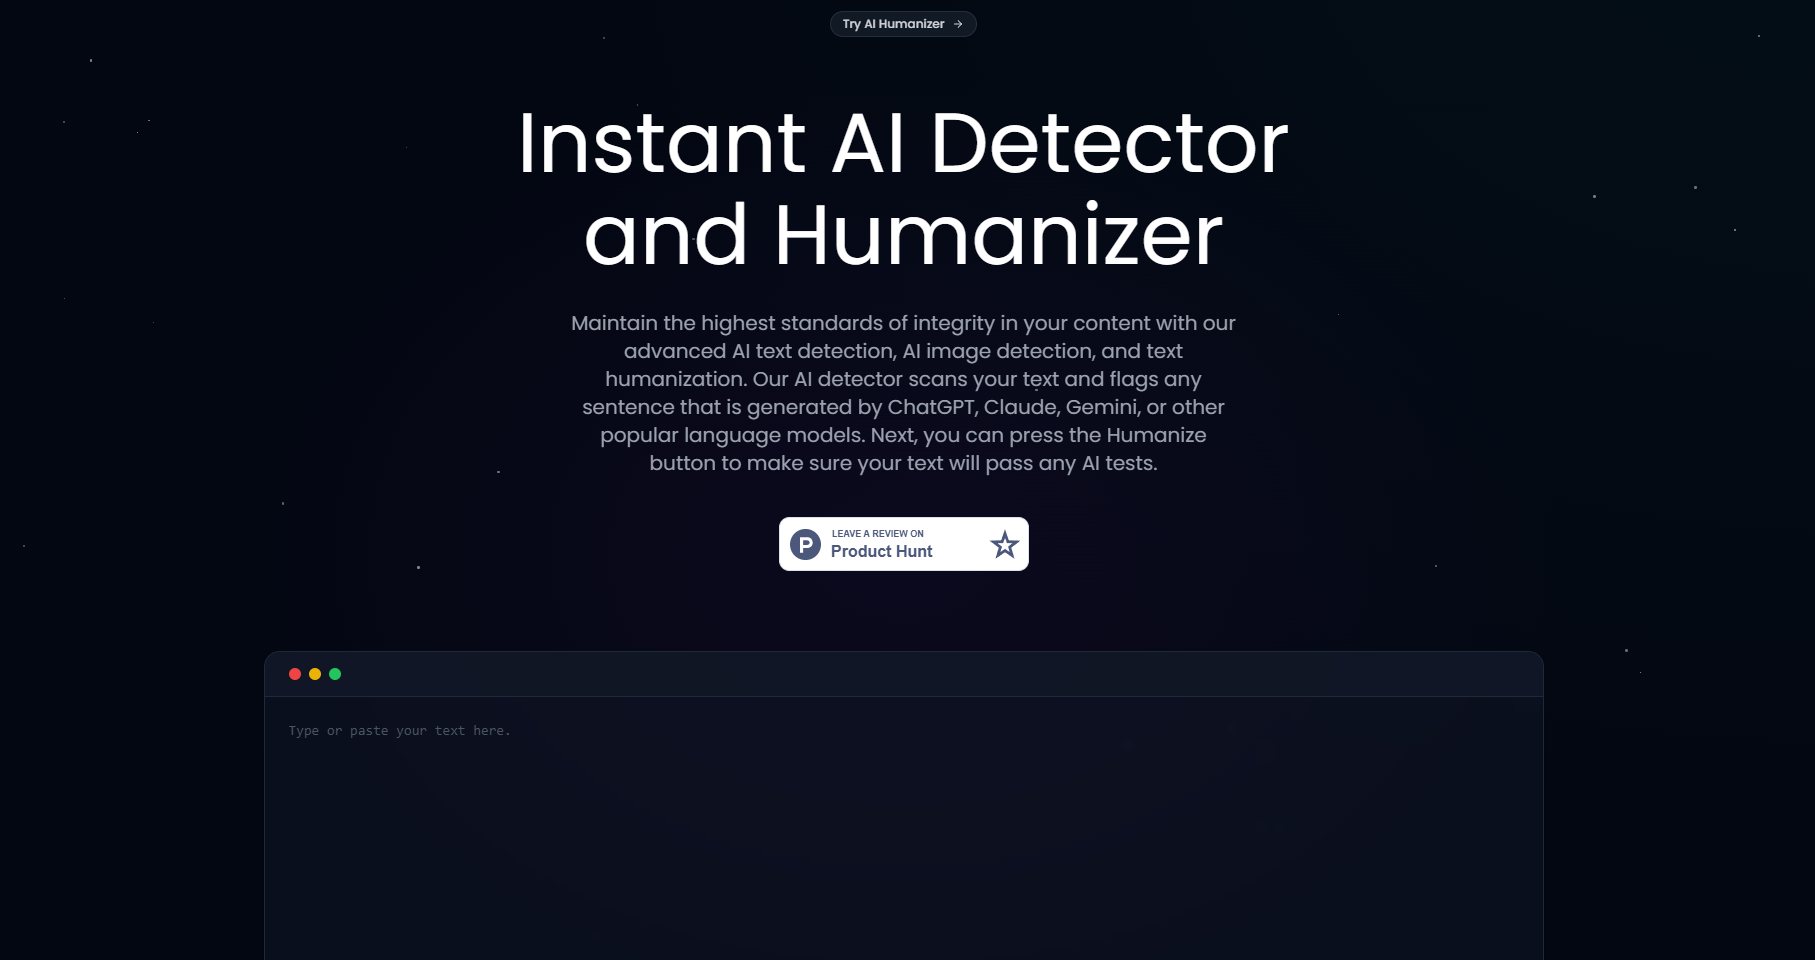 Try AI Humanizer
Instant AI Detector
and Humanizer
Maintain the highest standards of integrity in your content with our
advanced AI text detection, AI image detection, and text
humanization. Our AI detector scans your text and flags any
sentence that is generated by ChatGPT, Claude, Gemini, or other
popular language models. Next, you can press the Humanize
button to make sure your text will pass any AI tests.
P
LEAVE A REVIEW ON
Product Hunt
Type or paste your text here.